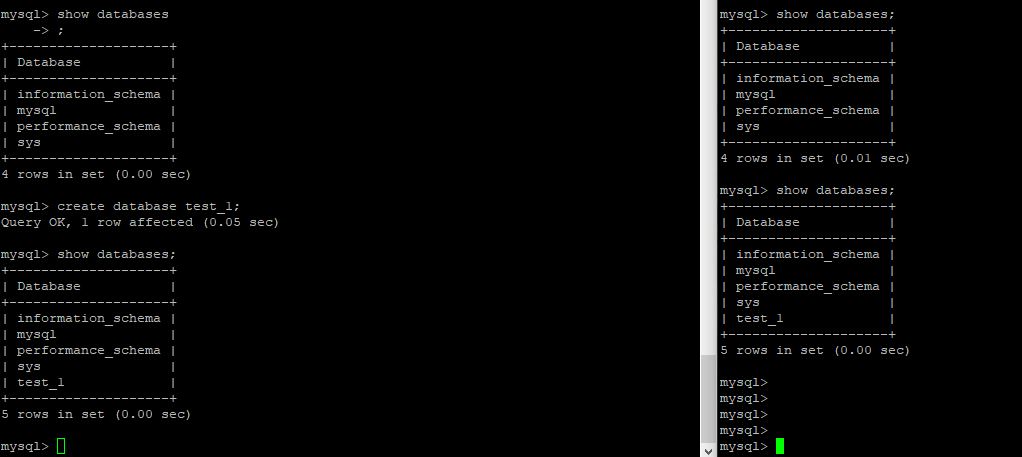 mysql> show databases
    -> ;
+--------------------+
| Database           |
+--------------------+
| information_schema |
| mysql              |
| performance_schema |
| sys                |
+--------------------+
4 rows in set (0.00 sec)

mysql> create database test_1;
Query OK, 1 row affected (0.05 sec)

mysql> show databases;
+--------------------+
| Database           |
+--------------------+
| information_schema |
| mysql              |
| performance_schema |
| sys                |
| test_1             |
+--------------------+
5 rows in set (0.00 sec)

mysql>
mysql> show databases;
+--------------------+
| Database           |
+--------------------+
| information_schema |
| mysql              |
| performance_schema |
| sys                |
+--------------------+
4 rows in set (0.01 sec)

mysql> show databases;
+--------------------+
| Database           |
+--------------------+
| information_schema |
| mysql              |
| performance_schema |
| sys                |
| test_1             |
+--------------------+
5 rows in set (0.00 sec)

mysql>
mysql>
mysql>
mysql>
mysql>